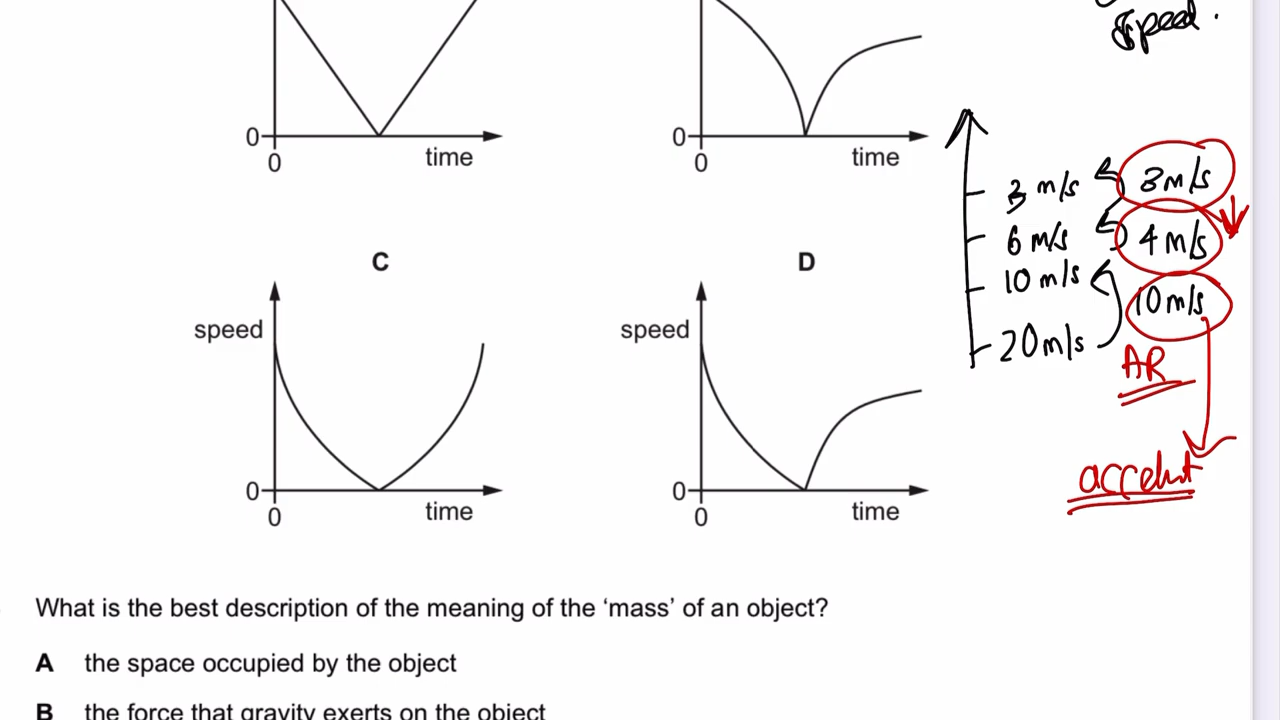 speed.
0
0
time
0
0
time
3 m/s
3 m/s
6 m/s
4 m/s
10 m/s
10 m/s
20 m/s
AR
C
speed
0
0
time
D
speed
0
0
time
What is the best description of the meaning of the ‘mass’ of an object?
A the space occupied by the object
B the force that gravity exerts on the object